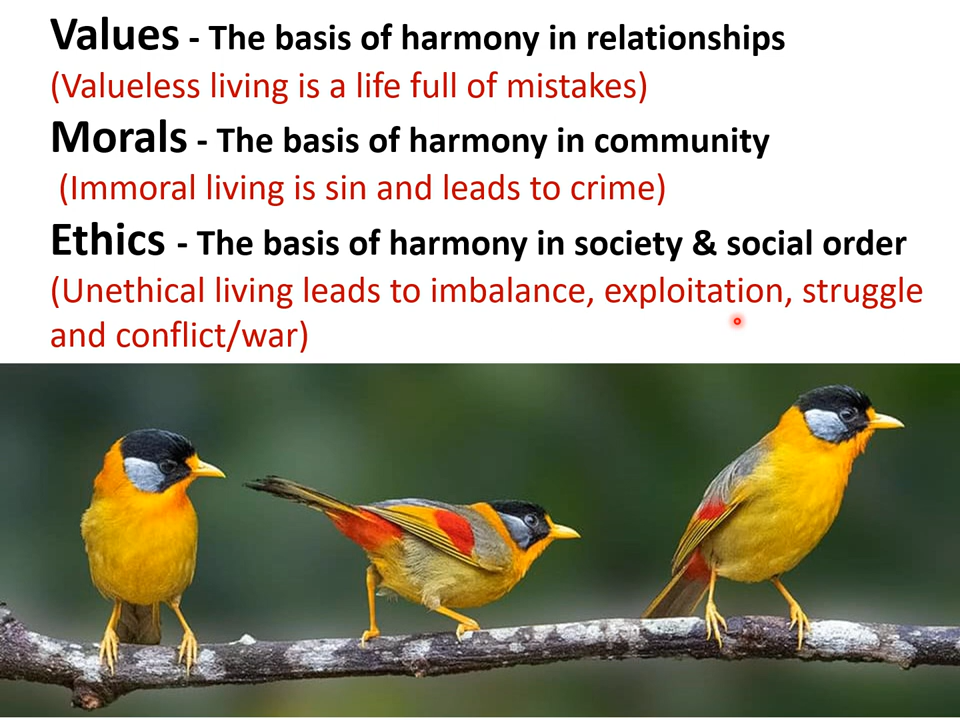 Values - The basis of harmony in relationships
(Valueless living is a life full of mistakes)
Morals - The basis of harmony in community
(Immoral living is sin and leads to crime)
Ethics - The basis of harmony in society & social order
(Unethical living leads to imbalance, exploitation, struggle
and conflict/war)